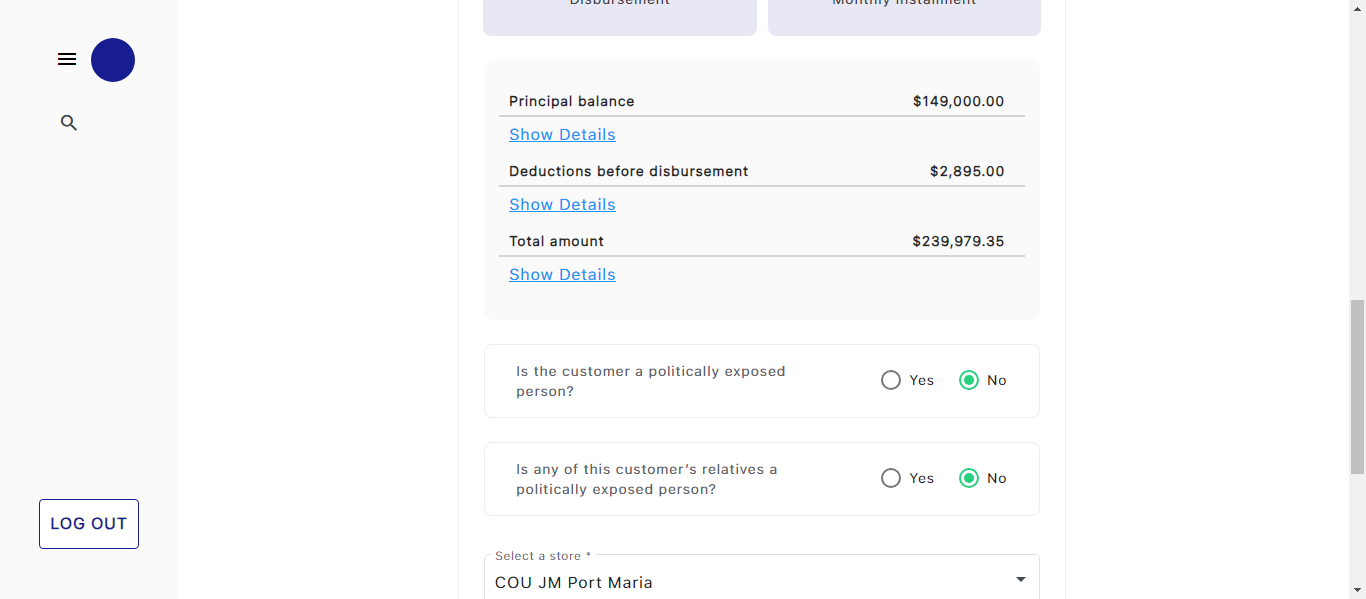 Disbursement
Monthly Instalment
Principal balance $149,000.00
Show Details
Deductions before disbursement $2,895.00
Show Details
Total amount $239,979.35
Show Details
Is the customer a politically exposed
person?
Yes No
Is any of this customer's relatives a
politically exposed person?
Yes No
LOG OUT
Select a store *
COU JM Port Maria